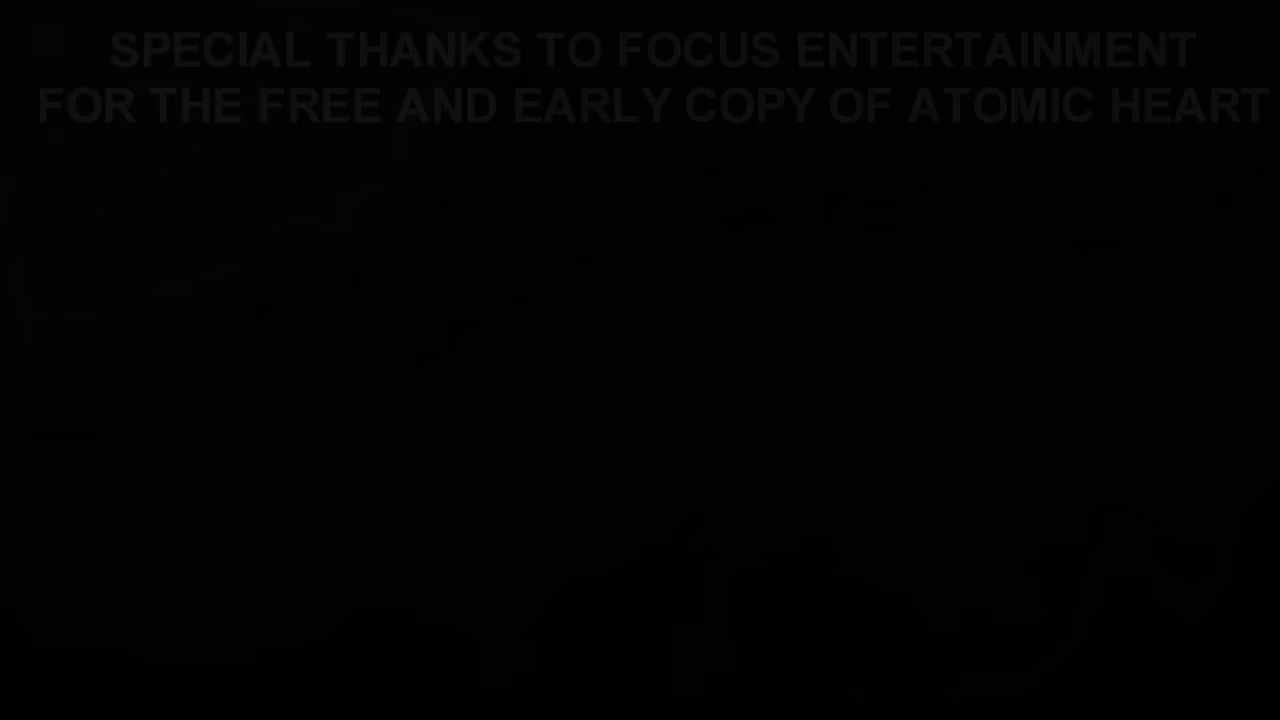 SPECIAL THANKS TO FOCUS ENTERTAINMENT
FOR THE FREE AND EARLY COPY OF ATOMIC HEART